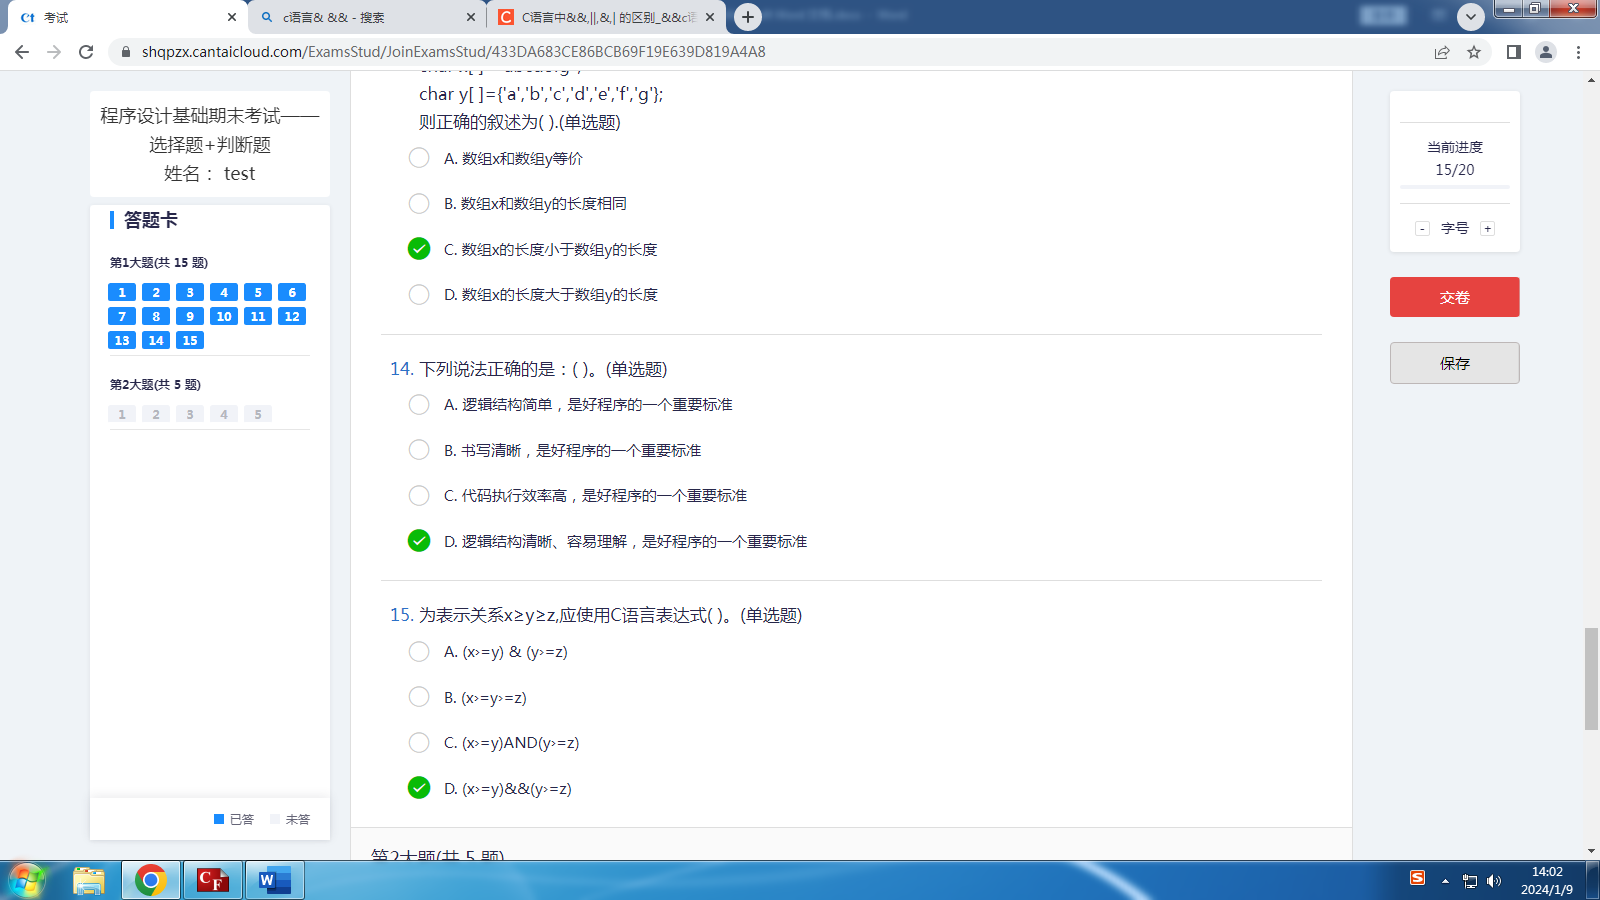 考试
c语言& && - 搜索
C语言中&&,||,&,| 的区别_&&c语
shqpzx.cantaicloud.com/ExamsStud/JoinExamsStud/433DA683CE86BCB69F19E639D819A4A8
程序设计基础期末考试——
选择题+判断题
姓名： test
答题卡
第1大题(共 15 题)
1 2 3 4 5 6
7 8 9 10 11 12
13 14 15
第2大题(共 5 题)
1 2 3 4 5
已答 未答
char y[ ]={'a','b','c','d','e','f','g'};
则正确的叙述为( ).(单选题)
A. 数组x和数组y等价
B. 数组x和数组y的长度相同
C. 数组x的长度小于数组y的长度
D. 数组x的长度大于数组y的长度
14. 下列说法正确的是：( )。(单选题)
A. 逻辑结构简单，是好程序的一个重要标准
B. 书写清晰，是好程序的一个重要标准
C. 代码执行效率高，是好程序的一个重要标准
D. 逻辑结构清晰、容易理解，是好程序的一个重要标准
15. 为表示关系x≥y≥z,应使用C语言表达式( )。(单选题)
A. (x>=y) & (y>=z)
B. (x>=y>=z)
C. (x>=y)AND(y>=z)
D. (x>=y)&&(y>=z)
第2大题(共 5 题)
当前进度
15/20
- 字号 +
交卷
保存
14:02
2024/1/9